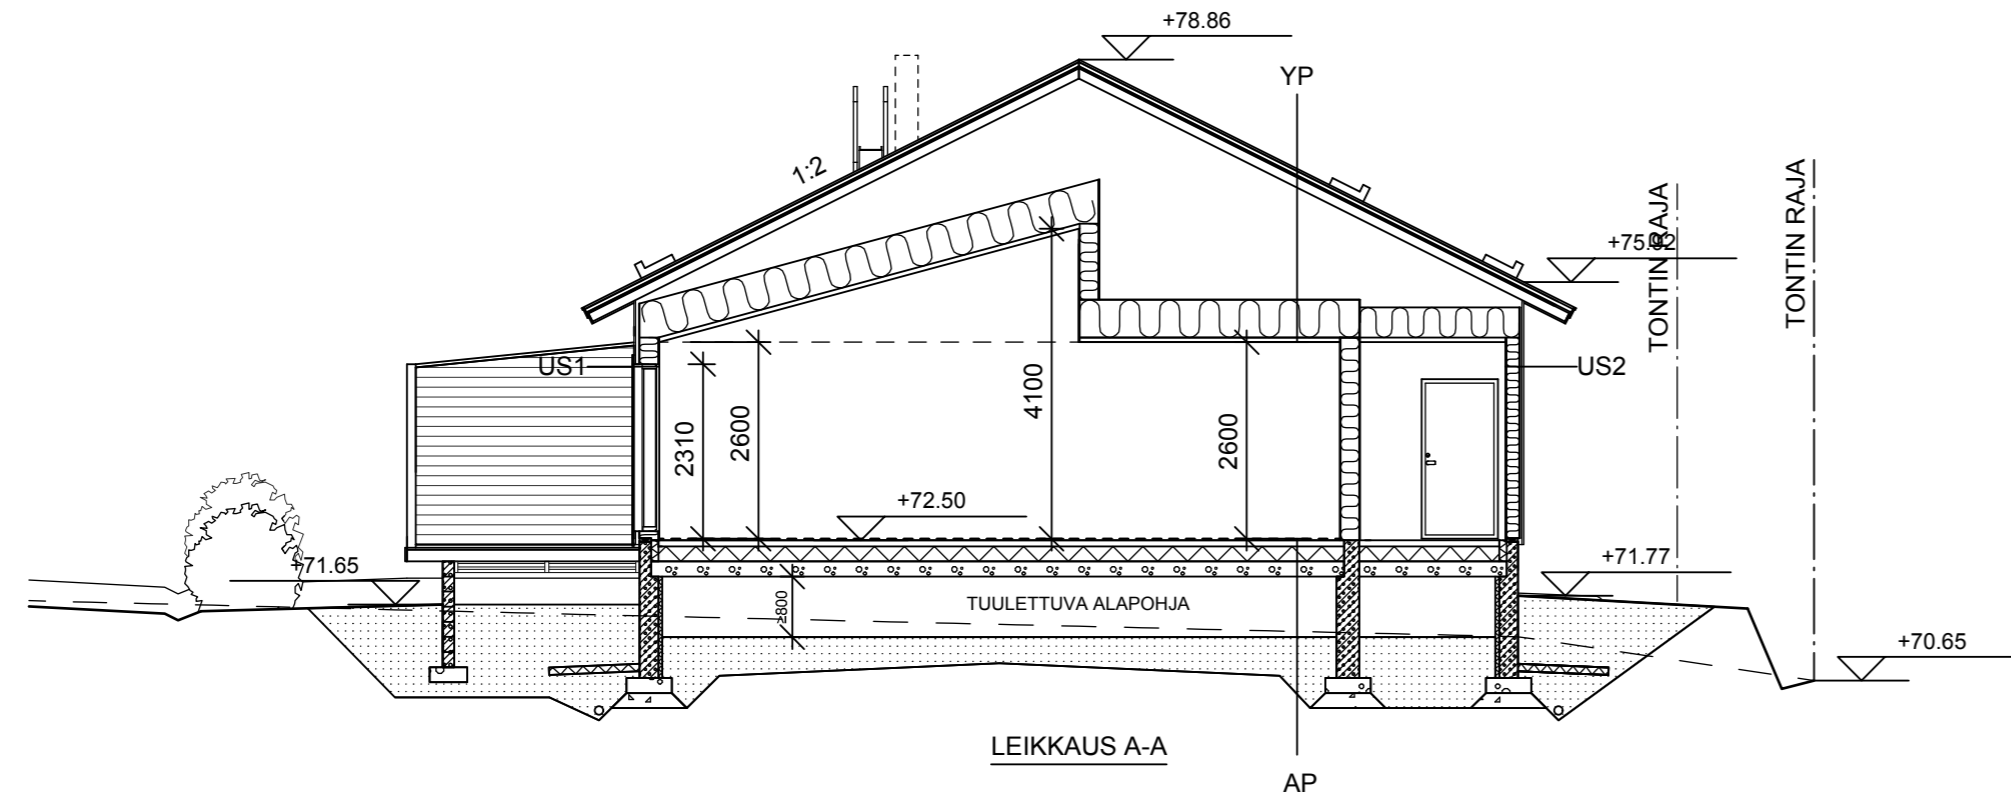 +78.86
YP
1:2
TONTIN RAJA
TONTIN RAJA
+75.92
US1
US2
2310
2600
4100
2600
+72.50
+71.65
+71.77
≥800
TUULETTUVA ALAPOHJA
+70.65
LEIKKAUS A-A
AP